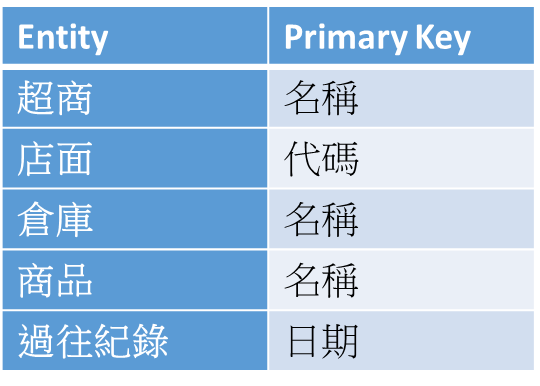 Entity Primary Key
超商 名稱
店面 代碼
倉庫 名稱
商品 名稱
過往紀錄 日期